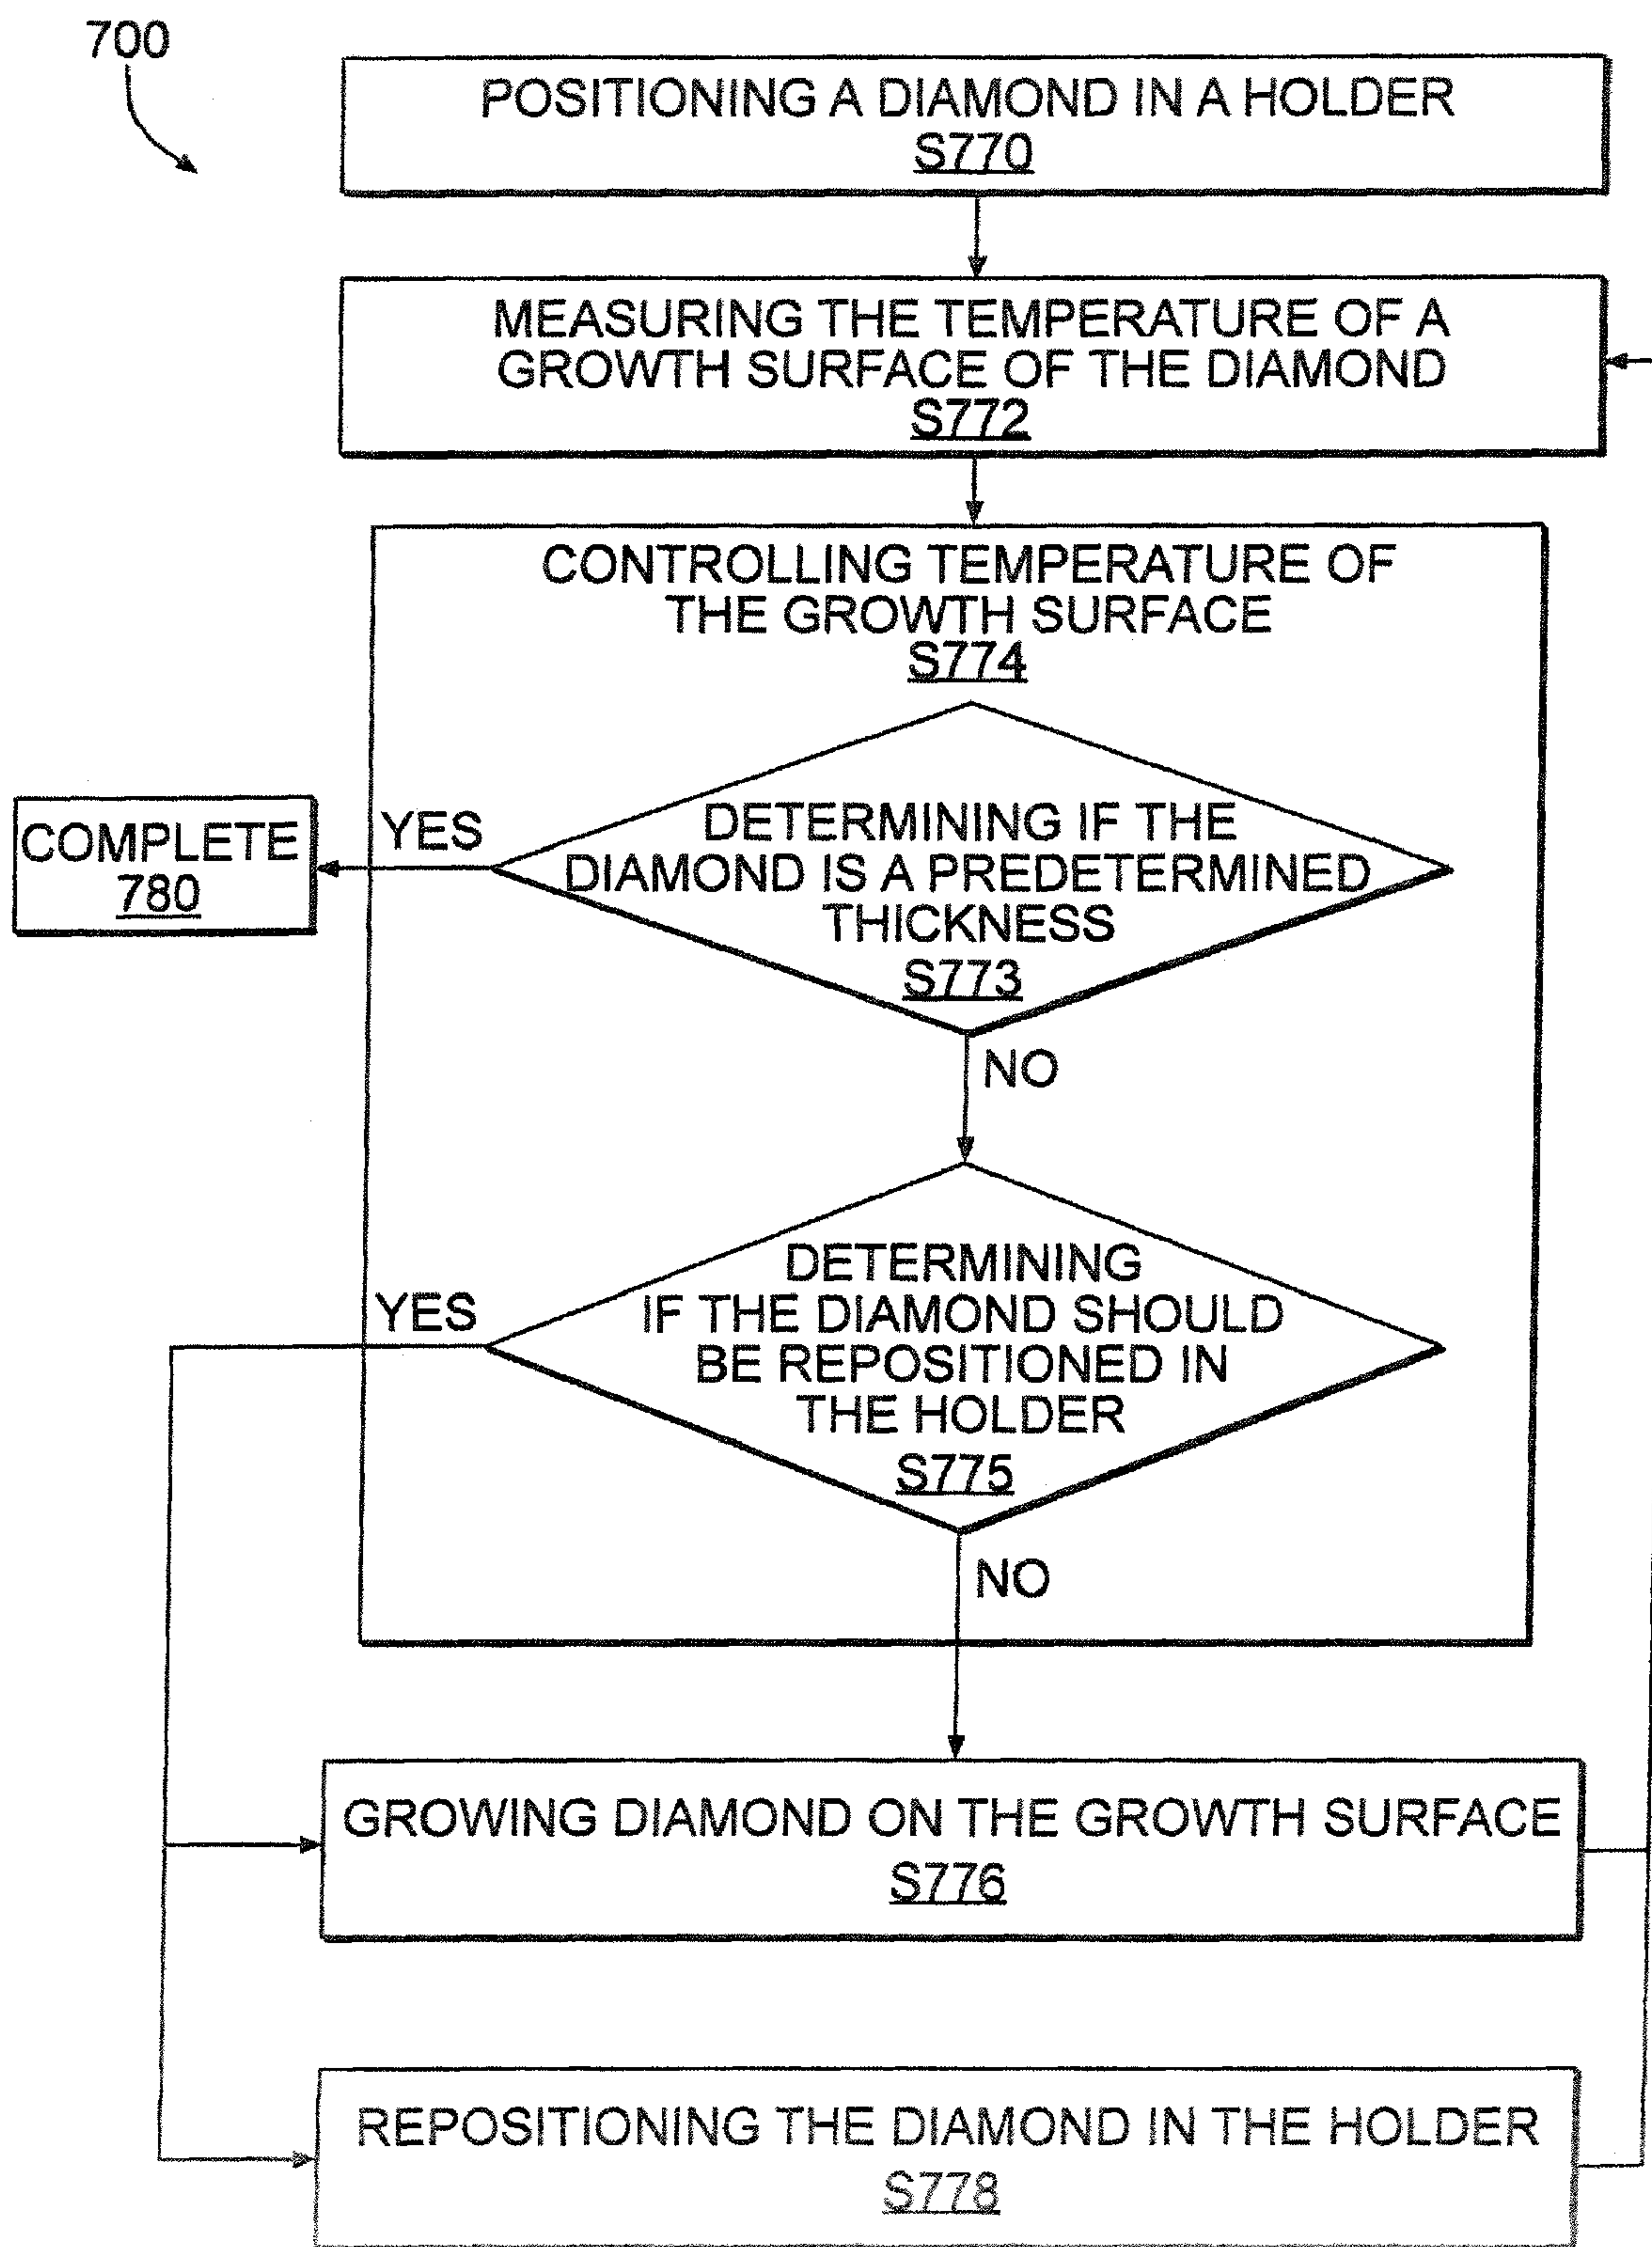 700
POSITIONING A DIAMOND IN A HOLDER
S770
MEASURING THE TEMPERATURE OF A
GROWTH SURFACE OF THE DIAMOND
S772
CONTROLLING TEMPERATURE OF
THE GROWTH SURFACE
S774
DETERMINING IF THE
DIAMOND IS A PREDETERMINED
THICKNESS
S773
YES
COMPLETE
780
NO
DETERMINING
IF THE DIAMOND SHOULD
BE REPOSITIONED IN
THE HOLDER
S775
YES
NO
GROWING DIAMOND ON THE GROWTH SURFACE
S776
REPOSITIONING THE DIAMOND IN THE HOLDER
S778